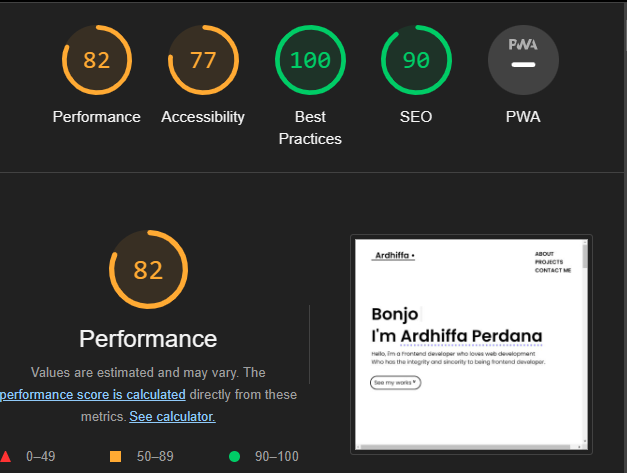 82
77
100
90
PWA
Performance
Accessibility
Best
Practices
SEO
PWA
82
Performance
Values are estimated and may vary. The
performance score is calculated directly from these
metrics. See calculator.
0–49
50–89
90–100
Ardhiffa •
ABOUT
PROJECTS
CONTACT ME
Bonjo
I'm Ardhiffa Perdana
Hello, I'm a frontend developer who loves web development.
Who has the integrity and sincerity to being frontend developer.
See my works